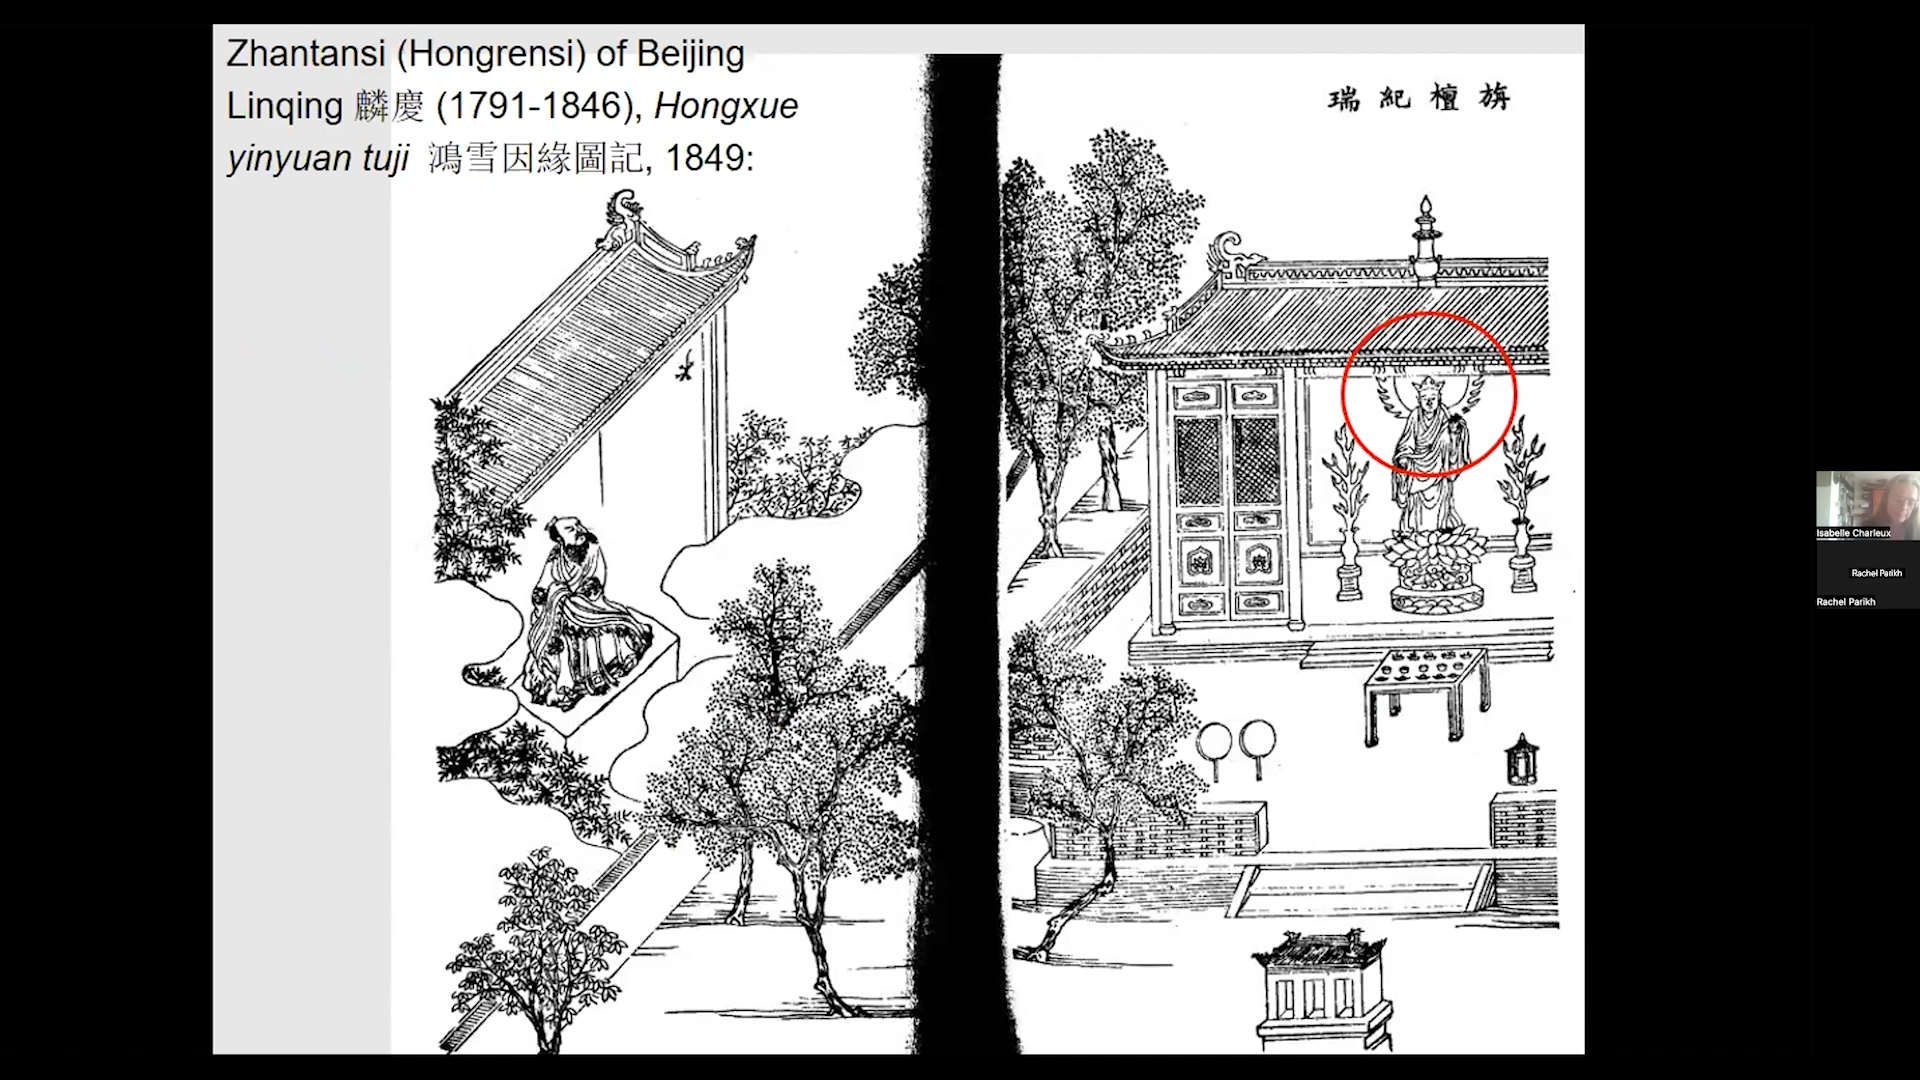 Zhantansi (Hongrensi) of Beijing
Linqing 麟慶 (1791-1846), Hongxue
yinyuan tuji 鴻雪因緣圖記, 1849:
瑞紀檀旃
Isabelle Charleux
Rachel Parikh
Rachel Parikh